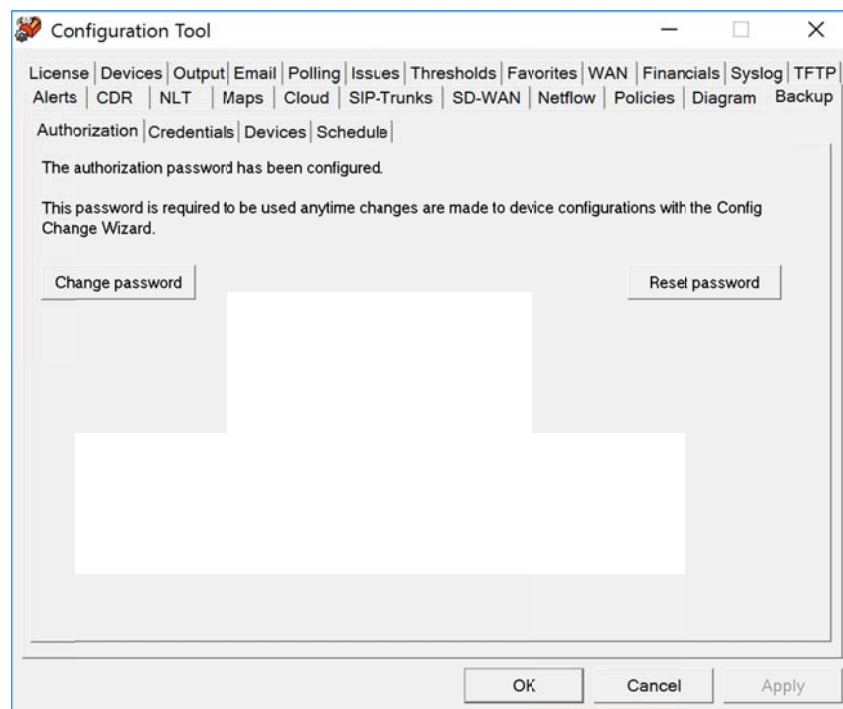 Configuration Tool
License Devices Output Email Polling Issues Thresholds Favorites WAN Financials Syslog TFTP
Alerts CDR NLT Maps Cloud SIP-Trunks SD-WAN Netflow Policies Diagram Backup
Authorization Credentials Devices Schedule
The authorization password has been configured.
This password is required to be used anytime changes are made to device configurations with the Config
Change Wizard.
Change password Reset password
OK Cancel Apply